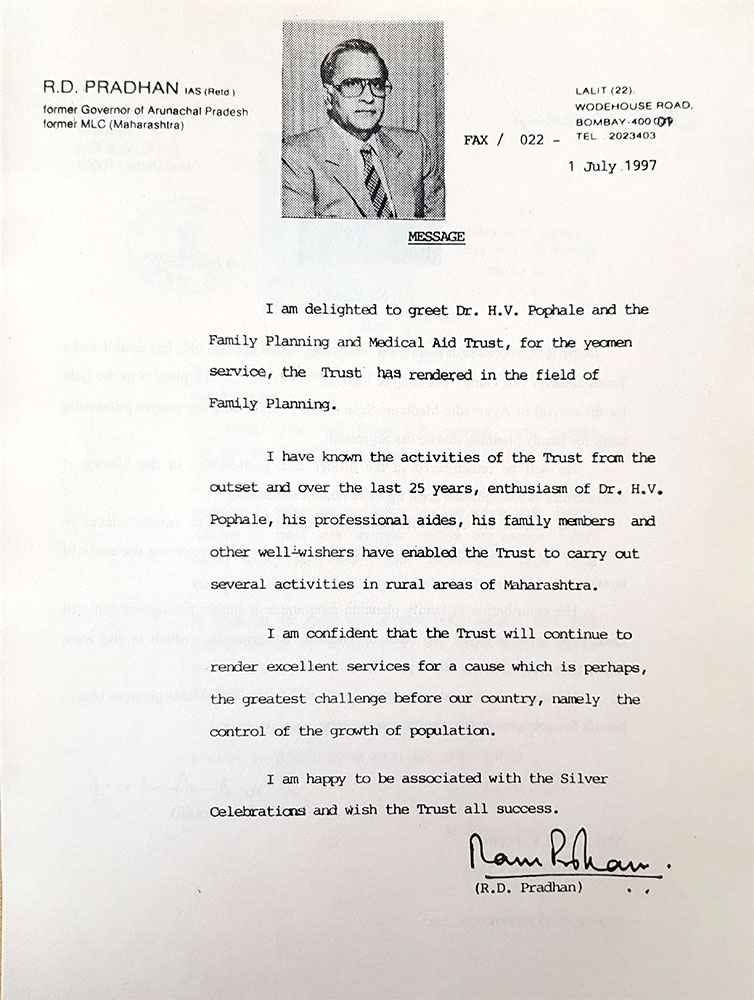 R.D. PRADHAN IAS (Retd.)
former Governor of Arunachal Pradesh
former MLC (Maharashtra)
LALIT (22).
WODEHOUSE ROAD,
BOMBAY-400
FAX / 022 - TEL. 2023403
1 July 1997
MESSAGE
I am delighted to greet Dr. H.V. Pophale and the
Family Planning and Medical Aid Trust, for the yeomen
service, the Trust has rendered in the field of
Family Planning.
I have known the activities of the Trust from the
outset and over the last 25 years, enthusiasm of Dr. H.V.
Pophale, his professional aides, his family members and
other well-wishers have enabled the Trust to carry out
several activities in rural areas of Maharashtra.
I am confident that the Trust will continue to
render excellent services for a cause which is perhaps,
the greatest challenge before our country, namely the
control of the growth of population.
I am happy to be associated with the Silver
Celebrations and wish the Trust all success.
(R.D. Pradhan)